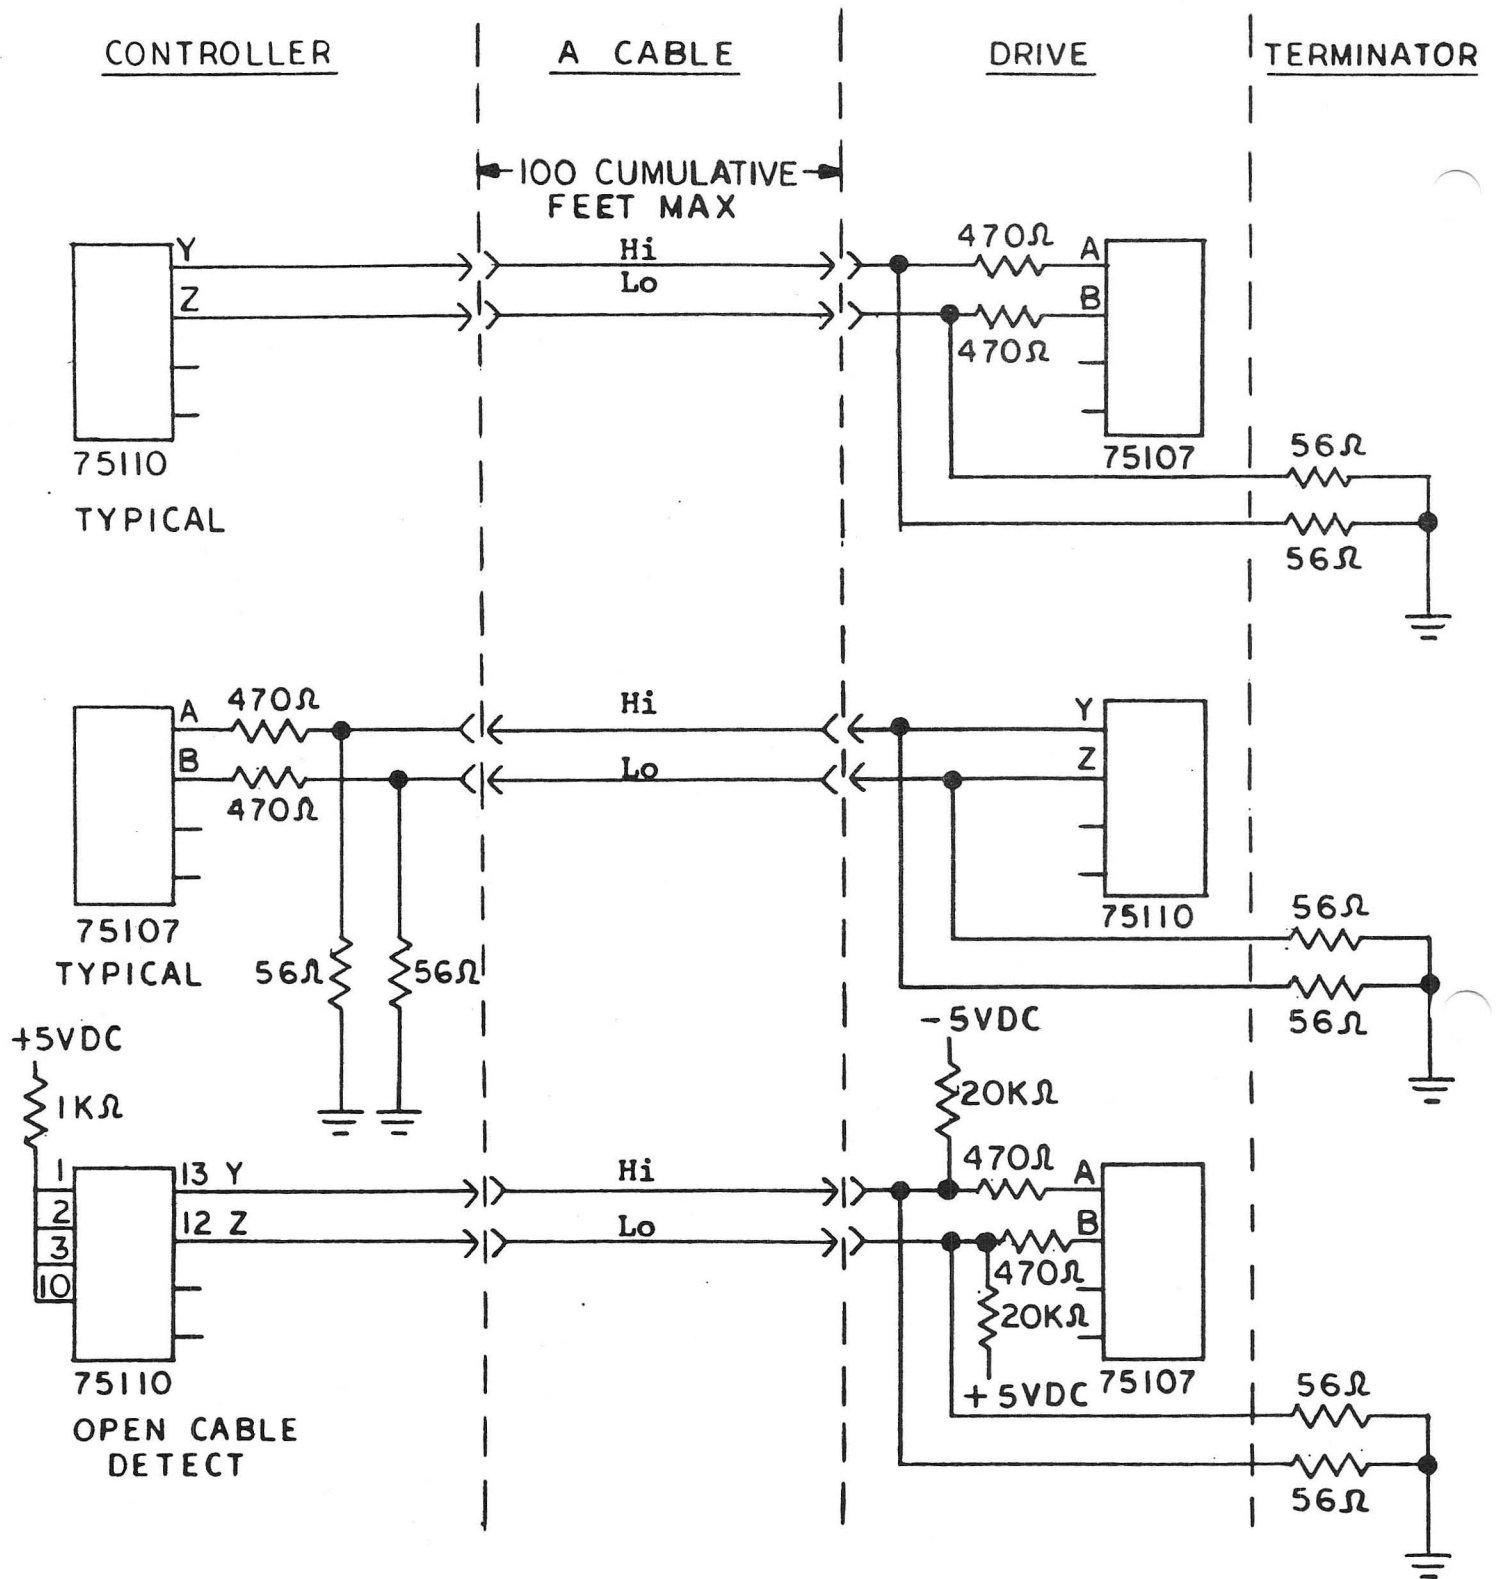 CONTROLLER
A CABLE
DRIVE
TERMINATOR
100 CUMULATIVE
FEET MAX
Y
Z
Hi
Lo
470Ω
A
B
470Ω
75110
TYPICAL
75107
56Ω
56Ω
A
470Ω
B
470Ω
Hi
Lo
Y
Z
75107
TYPICAL
56Ω
56Ω
75110
56Ω
56Ω
+5VDC
1KΩ
-5VDC
20KΩ
1
2
3
10
13 Y
12 Z
Hi
Lo
470Ω
A
B
470Ω
20KΩ
+5VDC
75110
OPEN CABLE
DETECT
75107
56Ω
56Ω